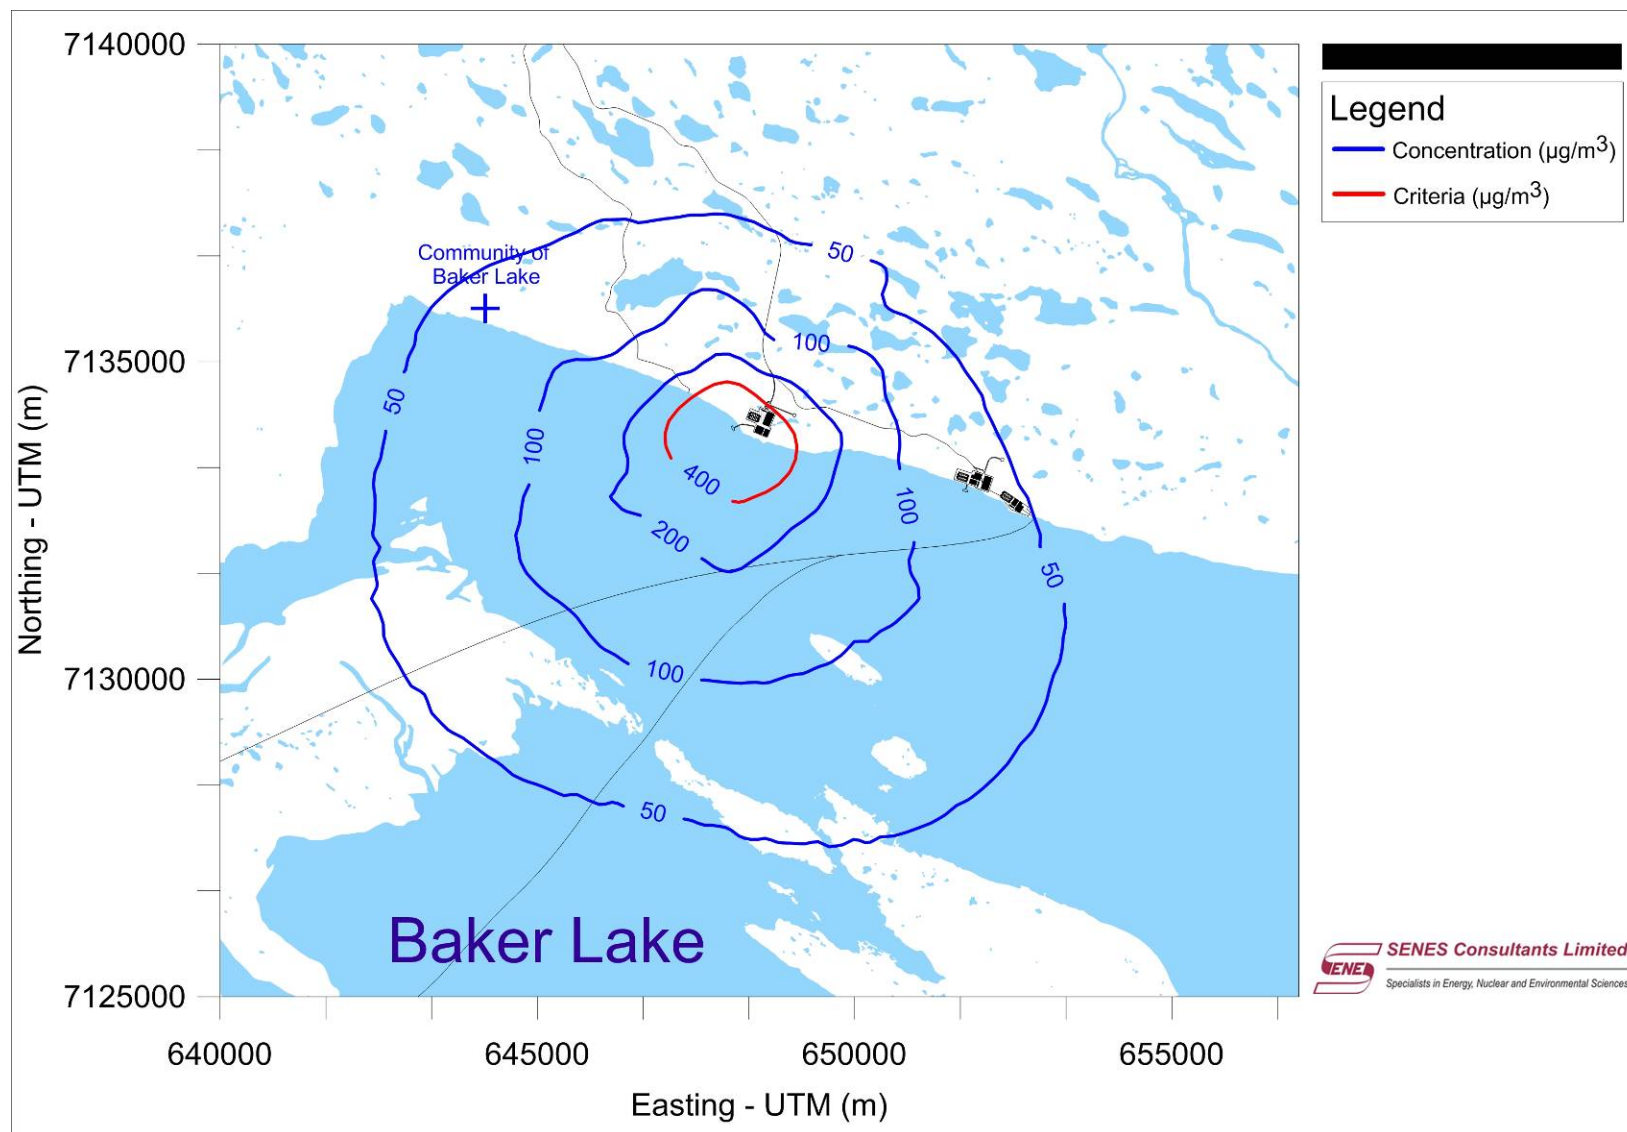 7140000
7135000
7130000
7125000
Northing - UTM (m)
640000
645000
650000
655000
Easting - UTM (m)
Community of
Baker Lake
50
50
50
50
100
100
100
100
200
400
Baker Lake
Legend
Concentration (µg/m³)
Criteria (µg/m³)
SENES
SENES Consultants Limited
Specialists in Energy, Nuclear and Environmental Sciences